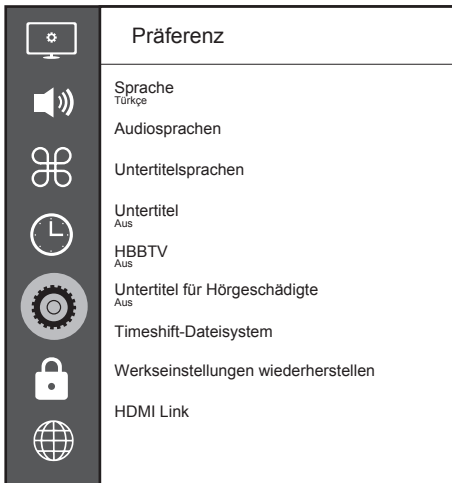 Präferenz
Sprache
Türkçe
Audiosprachen
Untertitelsprachen
Untertitel
Aus
HBBTV
Aus
Untertitel für Hörgeschädigte
Aus
Timeshift-Dateisystem
Werkseinstellungen wiederherstellen
HDMI Link